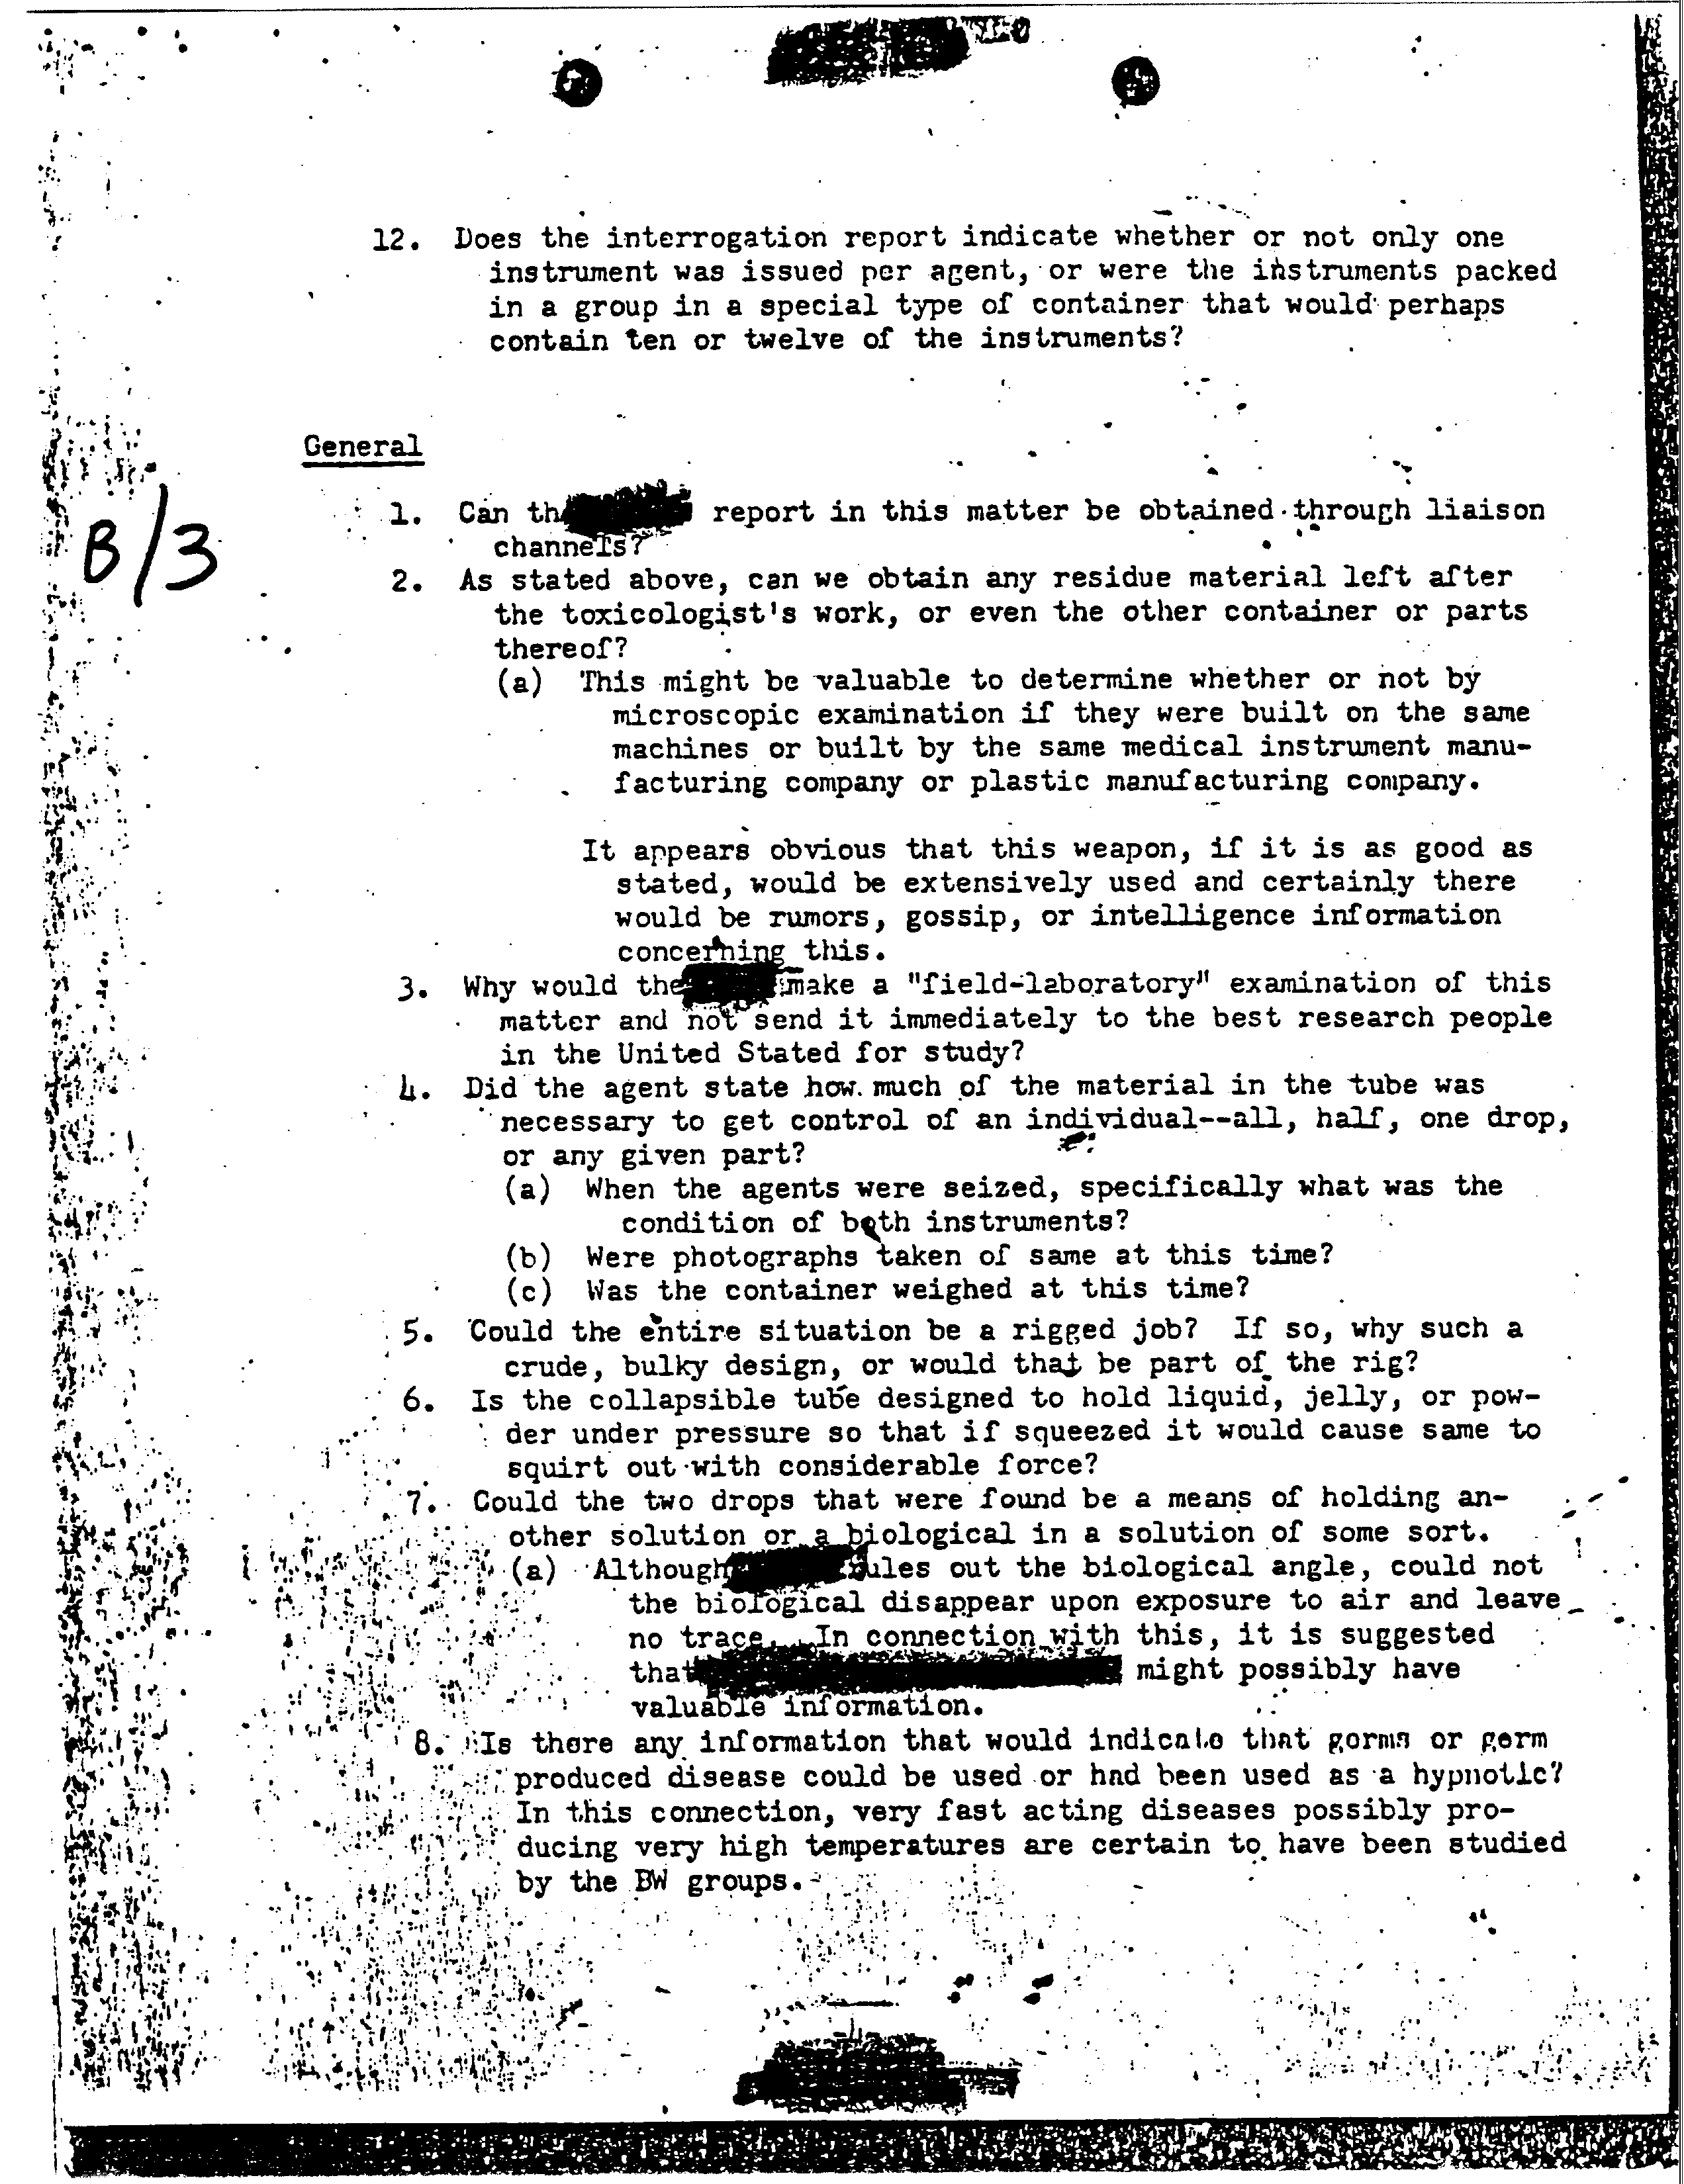 12. Does the interrogation report indicate whether or not only one
instrument was issued per agent, or were the instruments packed
in a group in a special type of container that would perhaps
contain ten or twelve of the instruments?
General
B/3
1. Can th report in this matter be obtained through liaison
channels?
2. As stated above, can we obtain any residue material left after
the toxicologist's work, or even the other container or parts
thereof?
(a) This might be valuable to determine whether or not by
microscopic examination if they were built on the same
machines or built by the same medical instrument manu-
facturing company or plastic manufacturing company.
It appears obvious that this weapon, if it is as good as
stated, would be extensively used and certainly there
would be rumors, gossip, or intelligence information
concerning this.
3. Why would the make a "field-laboratory" examination of this
matter and not send it immediately to the best research people
in the United Stated for study?
4. Did the agent state how much of the material in the tube was
necessary to get control of an individual--all, half, one drop,
or any given part?
(a) When the agents were seized, specifically what was the
condition of both instruments?
(b) Were photographs taken of same at this time?
(c) Was the container weighed at this time?
5. Could the entire situation be a rigged job? If so, why such a
crude, bulky design, or would that be part of the rig?
6. Is the collapsible tube designed to hold liquid, jelly, or pow-
der under pressure so that if squeezed it would cause same to
squirt out with considerable force?
7. Could the two drops that were found be a means of holding an-
other solution or a biological in a solution of some sort.
(a) Although rules out the biological angle, could not
the biological disappear upon exposure to air and leave
no trace. In connection with this, it is suggested
that might possibly have
valuable information.
8. Is there any information that would indicate that germs or germ
produced disease could be used or had been used as a hypnotic?
In this connection, very fast acting diseases possibly pro-
ducing very high temperatures are certain to have been studied
by the BW groups.